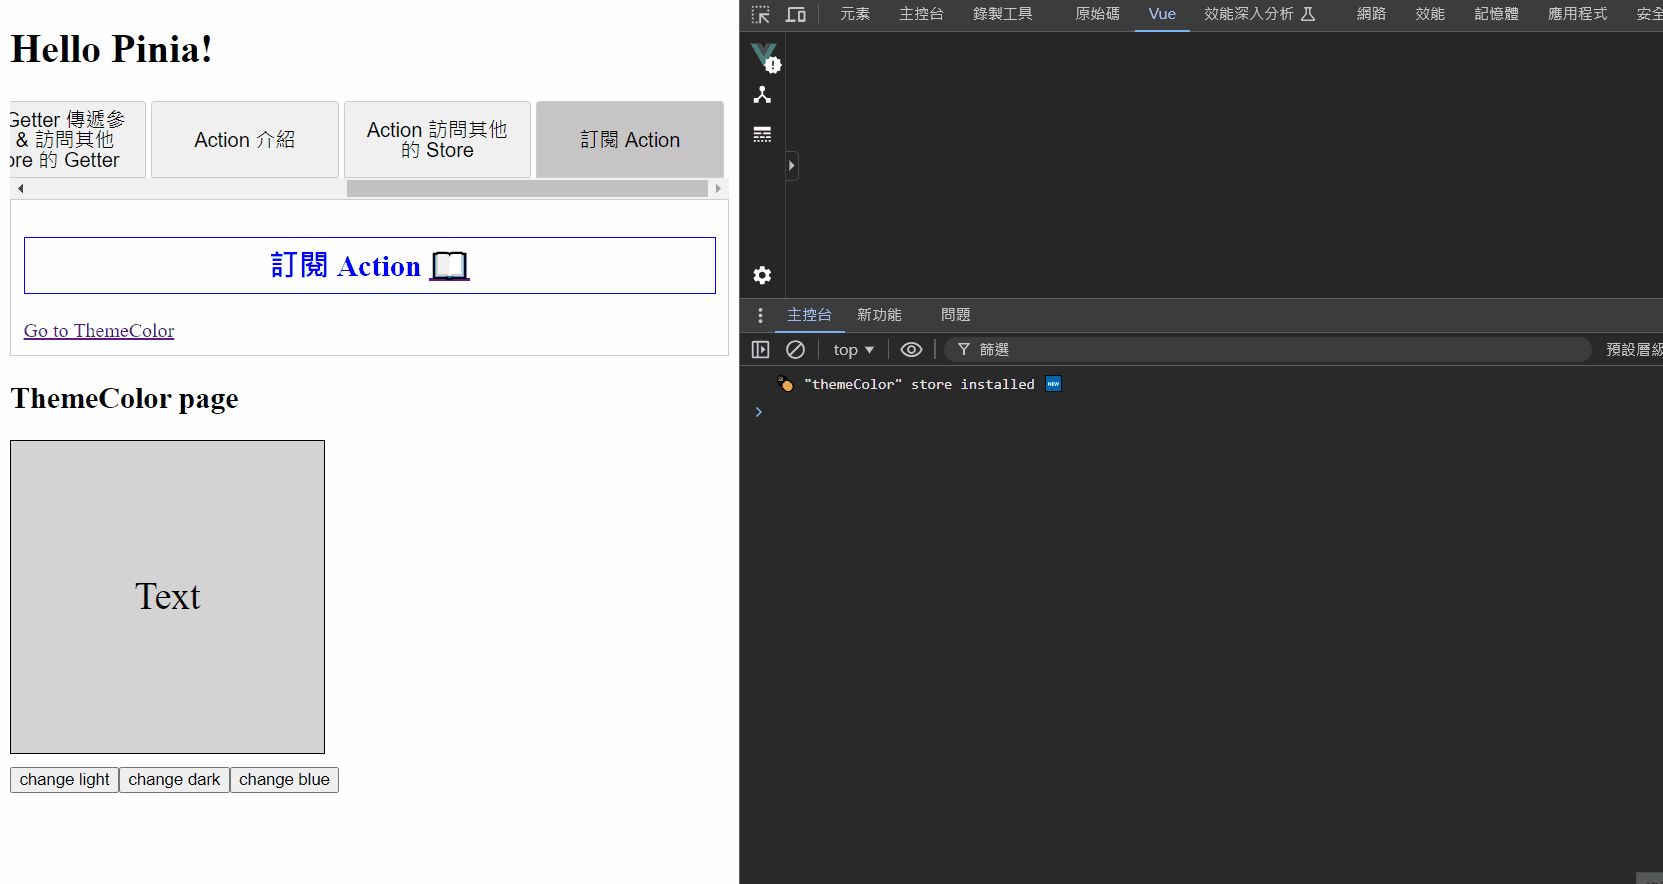 Hello Pinia!
Getter 傳遞參
& 訪問其他
ore 的 Getter
Action 介紹
Action 訪問其他
的 Store
訂閱 Action
訂閱 Action 📖
Go to ThemeColor
ThemeColor page
Text
change light
change dark
change blue
元素
主控台
錄製工具
原始碼
Vue
效能深入分析
網路
效能
記憶體
應用程式
安全
主控台
新功能
問題
top
篩選
預設層級
🍍 "themeColor" store installed 🆕